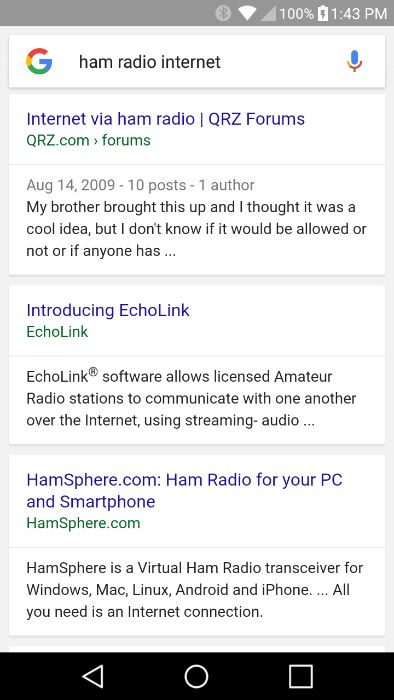 100% 1:43 PM
ham radio internet
Internet via ham radio | QRZ Forums
QRZ.com › forums
Aug 14, 2009 - 10 posts - 1 author
My brother brought this up and I thought it was a
cool idea, but I don't know if it would be allowed or
not or if anyone has ...
Introducing EchoLink
EchoLink
EchoLink® software allows licensed Amateur
Radio stations to communicate with one another
over the Internet, using streaming- audio ...
HamSphere.com: Ham Radio for your PC
and Smartphone
HamSphere.com
HamSphere is a Virtual Ham Radio transceiver for
Windows, Mac, Linux, Android and iPhone. ... All
you need is an Internet connection.